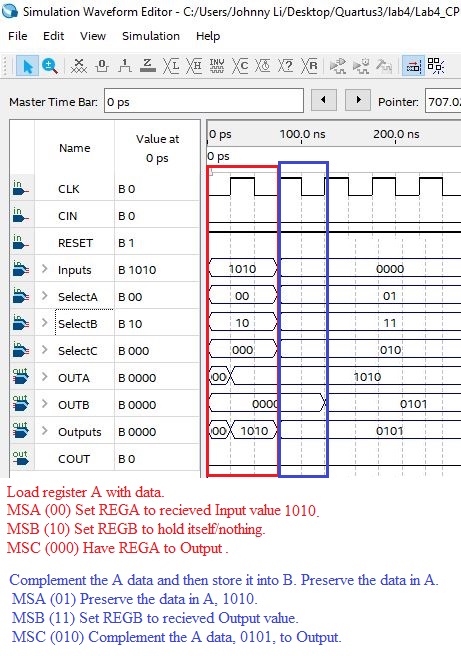 Simulation Waveform Editor - C:/Users/Johnny Li/Desktop/Quartus3/lab4/Lab4_CP
File Edit View Simulation Help
Master Time Bar: 0 ps Pointer: 707.0
Name Value at 0 ps
0 ps 100.0 ns 200.0 ns
0 ps
in CLK B 0
in CIN B 0
in RESET B 1
in Inputs B 1010 1010 0000
in SelectA B 00 00 01
in SelectB B 10 10 11
in SelectC B 000 000 010
out OUTA B 0000 00 1010
out OUTB B 0000 0000 0101
out Outputs B 0000 00 1010 0101
out COUT B 0
Load register A with data.
MSA (00) Set REGA to recieved Input value 1010.
MSB (10) Set REGB to hold itself/nothing.
MSC (000) Have REGA to Output .
Complement the A data and then store it into B. Preserve the data in A.
MSA (01) Preserve the data in A, 1010.
MSB (11) Set REGB to recieved Output value.
MSC (010) Complement the A data, 0101, to Output.